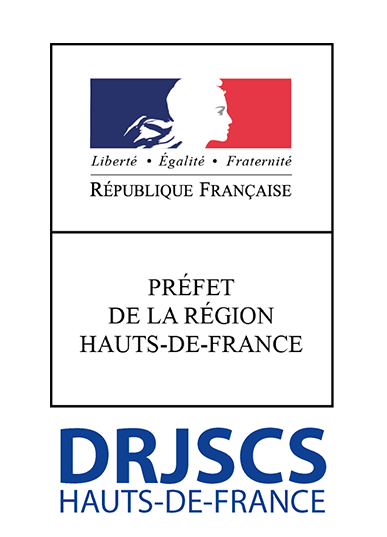 Liberté • Égalité • Fraternité
RÉPUBLIQUE FRANÇAISE
PRÉFET
DE LA RÉGION
HAUTS-DE-FRANCE
DRJSCS
HAUTS-DE-FRANCE